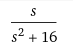 s
s² + 16